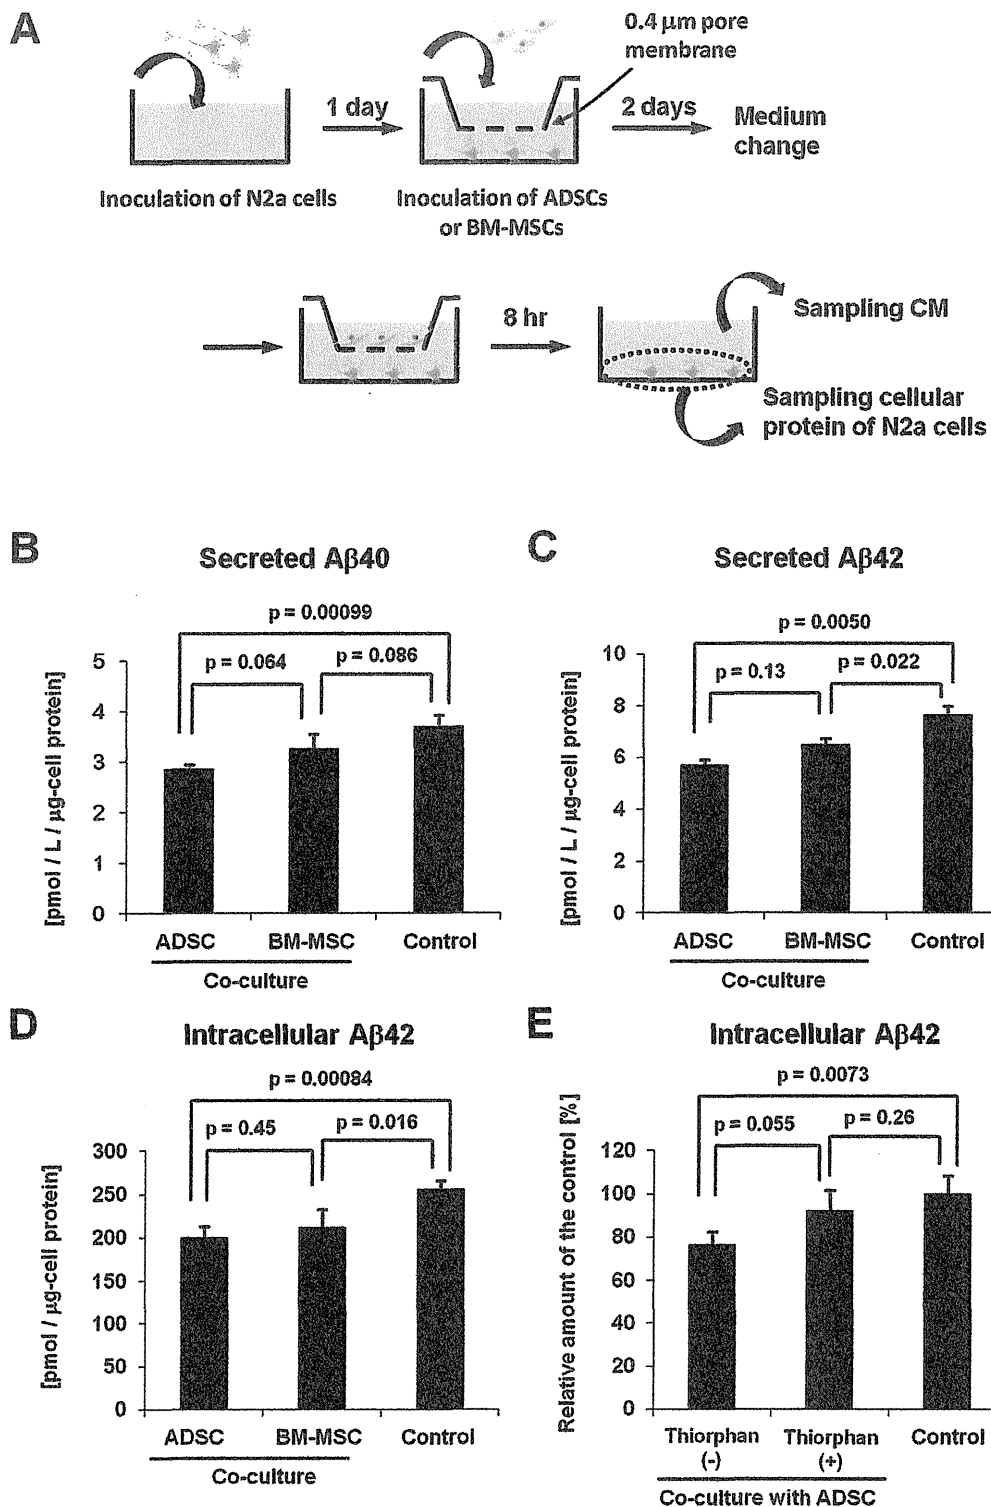 A
0.4 μm pore
membrane
1 day
2 days
Medium
change
Inoculation of N2a cells
Inoculation of ADSCs
or BM-MSCs
8 hr
Sampling CM
Sampling cellular
protein of N2a cells
B
Secreted Aβ40
p = 0.00099
p = 0.064
p = 0.086
[pmol / L / μg-cell protein]
5
4
3
2
1
0
ADSC
BM-MSC
Control
Co-culture
C
Secreted Aβ42
p = 0.0050
p = 0.13
p = 0.022
[pmol / L / μg-cell protein]
10
8
6
4
2
0
ADSC
BM-MSC
Control
Co-culture
D
Intracellular Aβ42
p = 0.00084
p = 0.45
p = 0.016
[pmol / μg-cell protein]
300
250
200
150
100
50
0
ADSC
BM-MSC
Control
Co-culture
E
Intracellular Aβ42
p = 0.0073
p = 0.055
p = 0.26
Relative amount of the control [%]
120
100
80
60
40
20
0
Thiorphan
(-)
Thiorphan
(+)
Control
Co-culture with ADSC